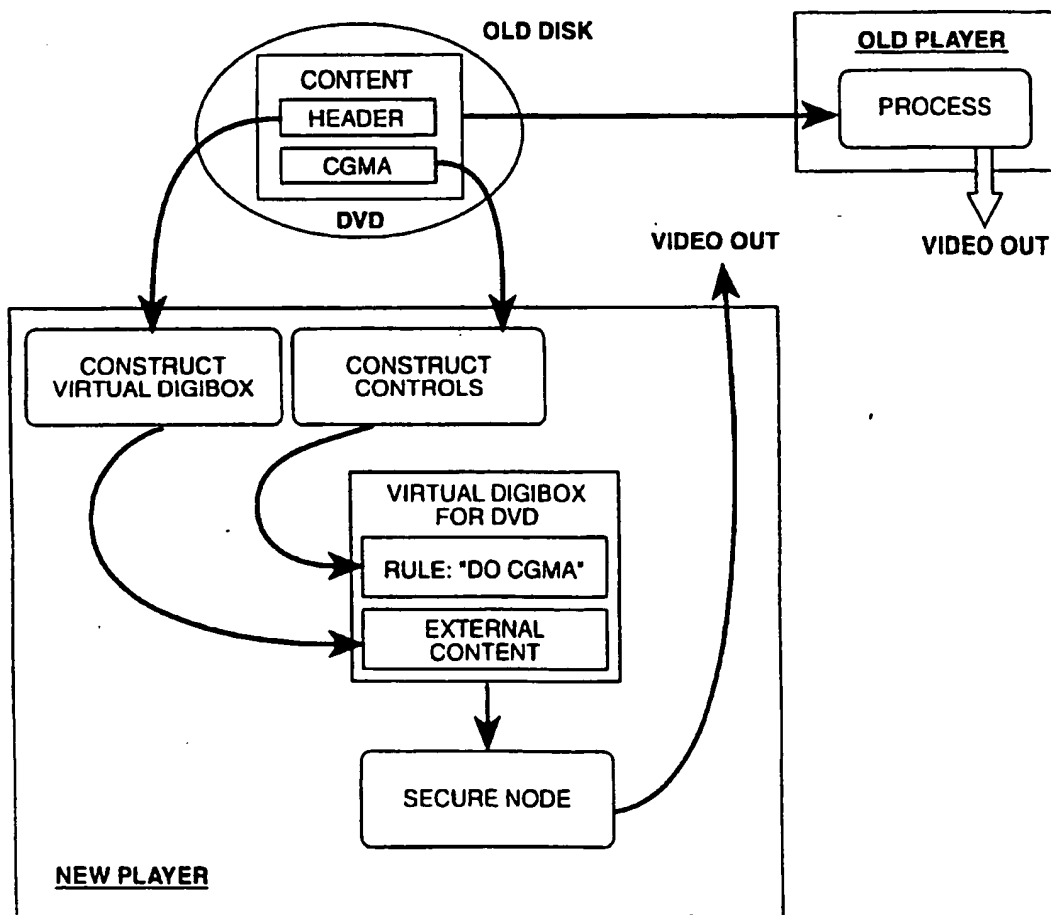 OLD DISK
CONTENT
HEADER
CGMA
DVD
OLD PLAYER
PROCESS
VIDEO OUT
VIDEO OUT
CONSTRUCT
VIRTUAL DIGIBOX
CONSTRUCT
CONTROLS
VIRTUAL DIGIBOX
FOR DVD
RULE: "DO CGMA"
EXTERNAL
CONTENT
SECURE NODE
NEW PLAYER